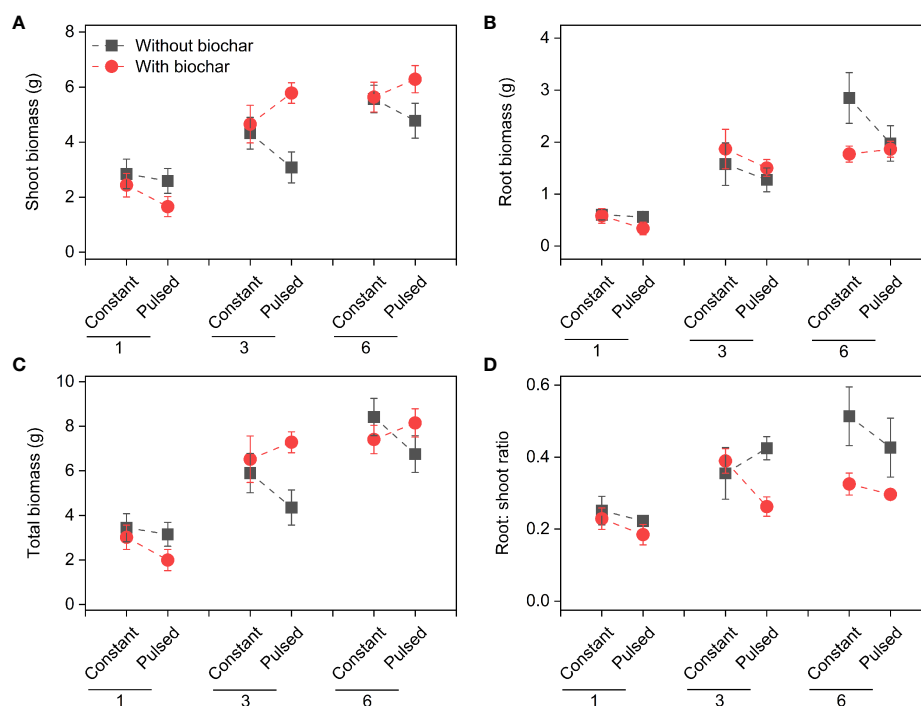 A
Shoot biomass (g)
8
6
4
2
0
Without biochar
With biochar
Constant
Pulsed
Constant
Pulsed
Constant
Pulsed
1
3
6
B
Root biomass (g)
4
3
2
1
0
Constant
Pulsed
Constant
Pulsed
Constant
Pulsed
1
3
6
C
Total biomass (g)
10
8
6
4
2
0
Constant
Pulsed
Constant
Pulsed
Constant
Pulsed
1
3
6
D
Root: shoot ratio
0.6
0.4
0.2
0.0
Constant
Pulsed
Constant
Pulsed
Constant
Pulsed
1
3
6